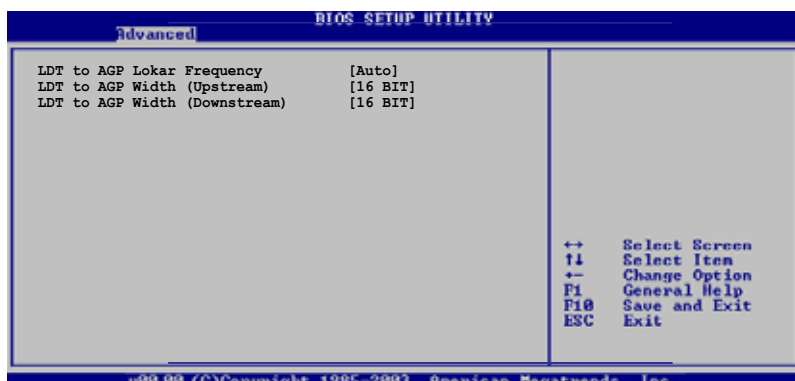 BIOS SETUP UTILITY
Advanced
LDT to AGP Lokar Frequency [Auto]
LDT to AGP Width (Upstream) [16 BIT]
LDT to AGP Width (Downstream) [16 BIT]
←→ Select Screen
↑↓ Select Item
+- Change Option
F1 General Help
F10 Save and Exit
ESC Exit
v00.00 (C)Copyright 1985-2003, American Megatrends, Inc.